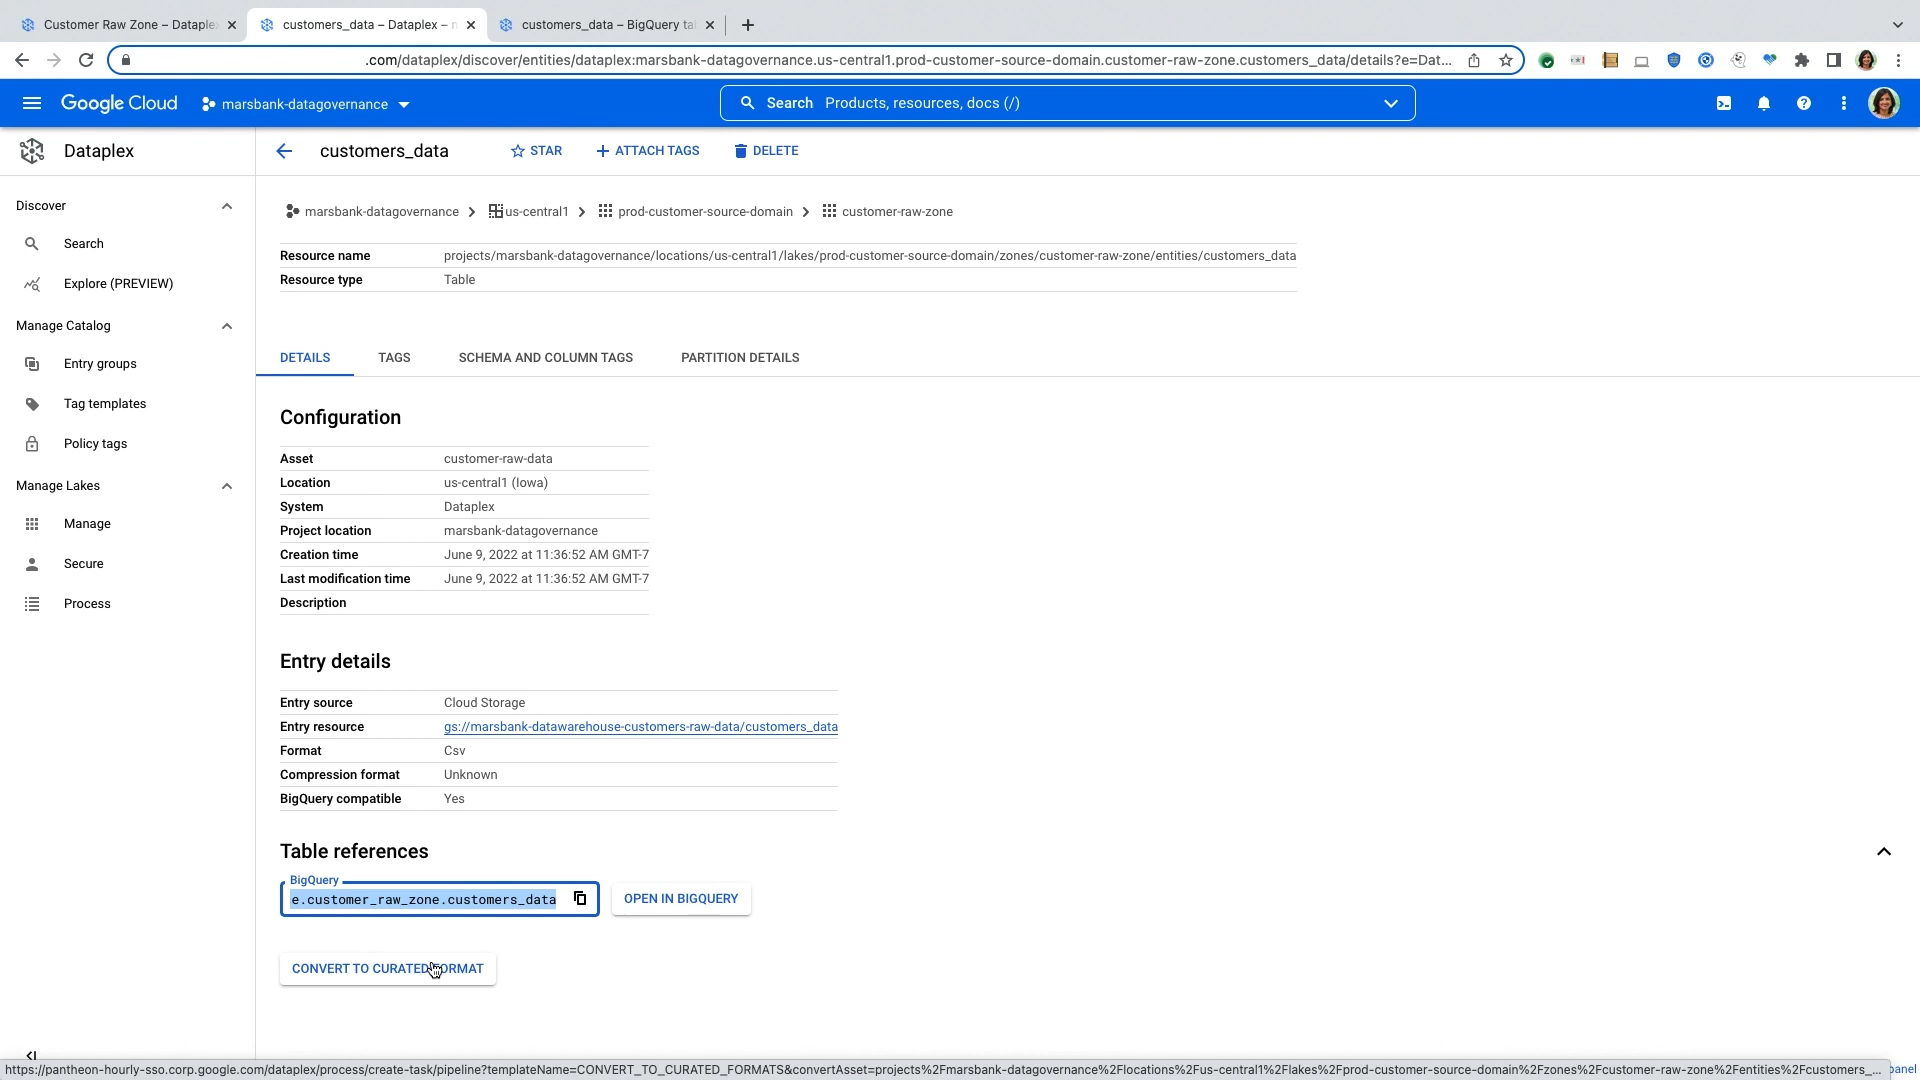 Customer Raw Zone – Dataple
customers_data – Dataplex –
customers_data – BigQuery ta
.com/dataplex/discover/entities/dataplex:marsbank-datagovernance.us-central1.prod-customer-source-domain.customer-raw-zone.customers_data/details?e=Dat...
Google Cloud
marsbank-datagovernance
Search Products, resources, docs (/)
Dataplex
customers_data
STAR
ATTACH TAGS
DELETE
Discover
Search
Explore (PREVIEW)
Manage Catalog
Entry groups
Tag templates
Policy tags
Manage Lakes
Manage
Secure
Process
marsbank-datagovernance
us-central1
prod-customer-source-domain
customer-raw-zone
Resource name projects/marsbank-datagovernance/locations/us-central1/lakes/prod-customer-source-domain/zones/customer-raw-zone/entities/customers_data
Resource type Table
DETAILS
TAGS
SCHEMA AND COLUMN TAGS
PARTITION DETAILS
Configuration
Asset customer-raw-data
Location us-central1 (Iowa)
System Dataplex
Project location marsbank-datagovernance
Creation time June 9, 2022 at 11:36:52 AM GMT-7
Last modification time June 9, 2022 at 11:36:52 AM GMT-7
Description
Entry details
Entry source Cloud Storage
Entry resource gs://marsbank-datawarehouse-customers-raw-data/customers_data
Format Csv
Compression format Unknown
BigQuery compatible Yes
Table references
BigQuery
e.customer_raw_zone.customers_data
OPEN IN BIGQUERY
CONVERT TO CURATED FORMAT
https://pantheon-hourly-sso.corp.google.com/dataplex/process/create-task/pipeline?templateName=CONVERT_TO_CURATED_FORMATS&convertAsset=projects%2Fmarsbank-datagovernance%2Flocations%2Fus-central1%2Flakes%2Fprod-customer-source-domain%2Fzones%2Fcustomer-raw-zone%2Fentities%2Fcustomers_...
panel